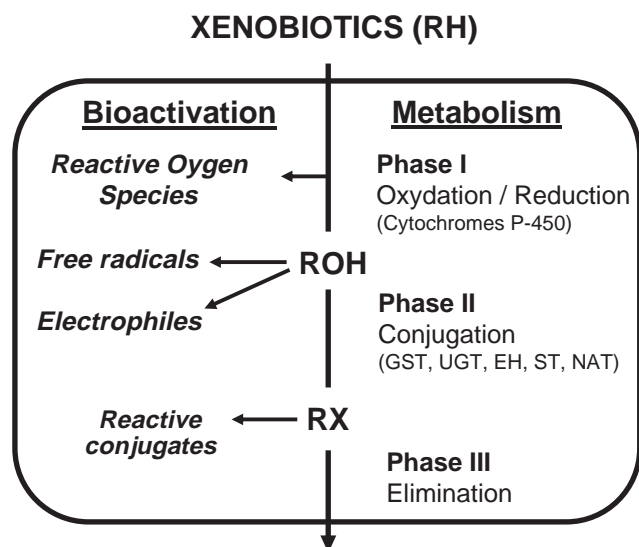 XENOBIOTICS (RH)
Bioactivation
Reactive Oygen
Species
Free radicals
Electrophiles
Reactive
conjugates
ROH
RX
Metabolism
Phase I
Oxydation / Reduction
(Cytochromes P-450)
Phase II
Conjugation
(GST, UGT, EH, ST, NAT)
Phase III
Elimination